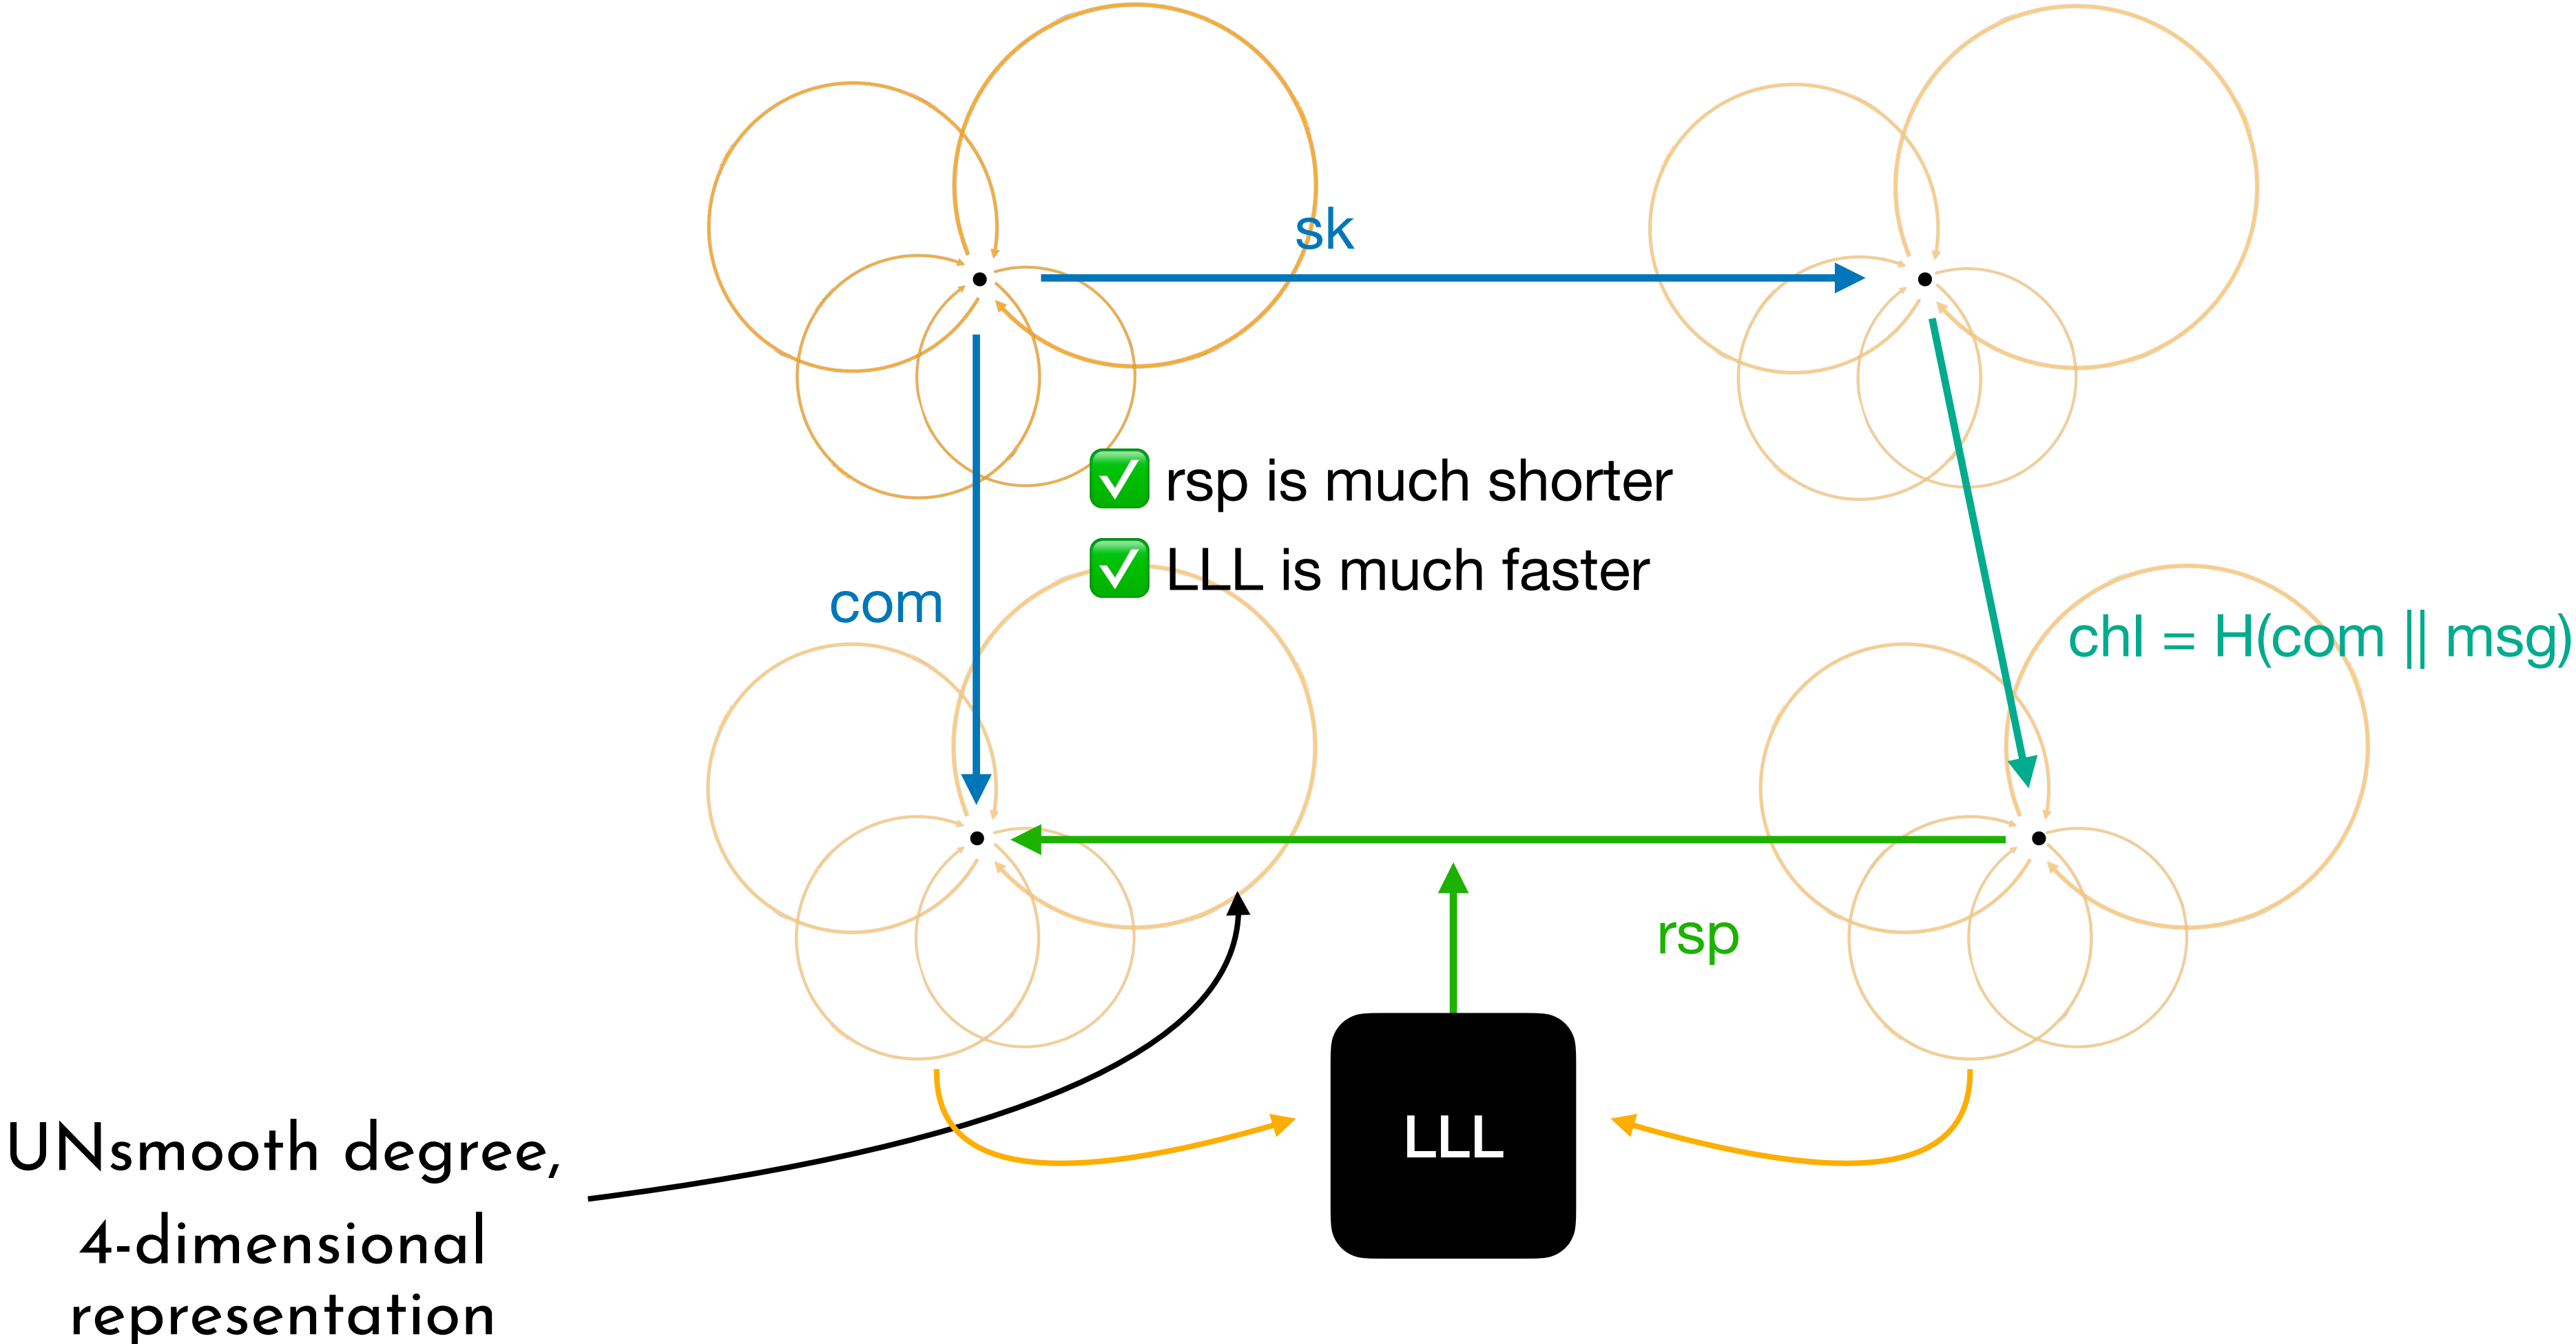 sk
✅ rsp is much shorter
✅ LLL is much faster
com
chl = H(com || msg)
rsp
LLL
UNsmooth degree,
4-dimensional
representation